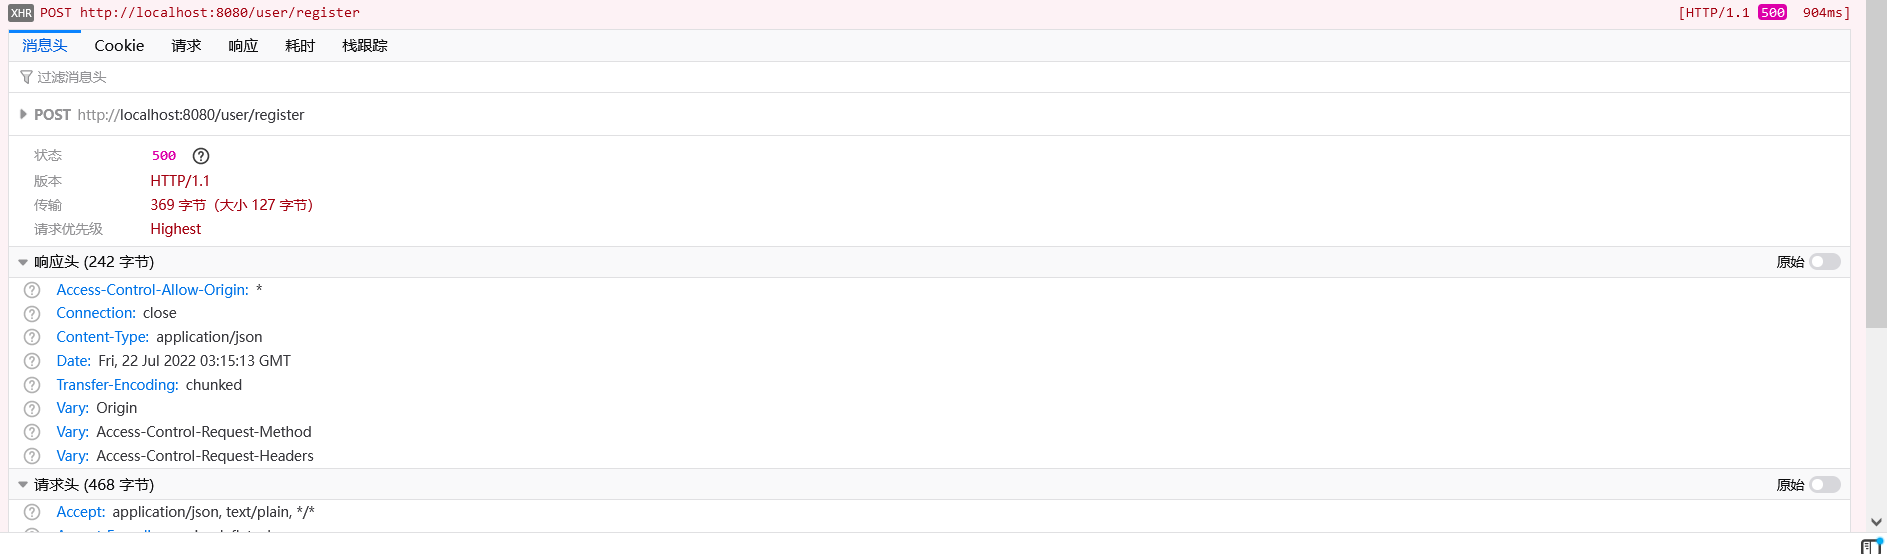 XHR POST http://localhost:8080/user/register [HTTP/1.1 500 904ms]
消息头 Cookie 请求 响应 耗时 栈跟踪
过滤消息头
POST http://localhost:8080/user/register
状态 500
版本 HTTP/1.1
传输 369 字节（大小 127 字节）
请求优先级 Highest
响应头 (242 字节) 原始
Access-Control-Allow-Origin: *
Connection: close
Content-Type: application/json
Date: Fri, 22 Jul 2022 03:15:13 GMT
Transfer-Encoding: chunked
Vary: Origin
Vary: Access-Control-Request-Method
Vary: Access-Control-Request-Headers
请求头 (468 字节) 原始
Accept: application/json, text/plain, */*